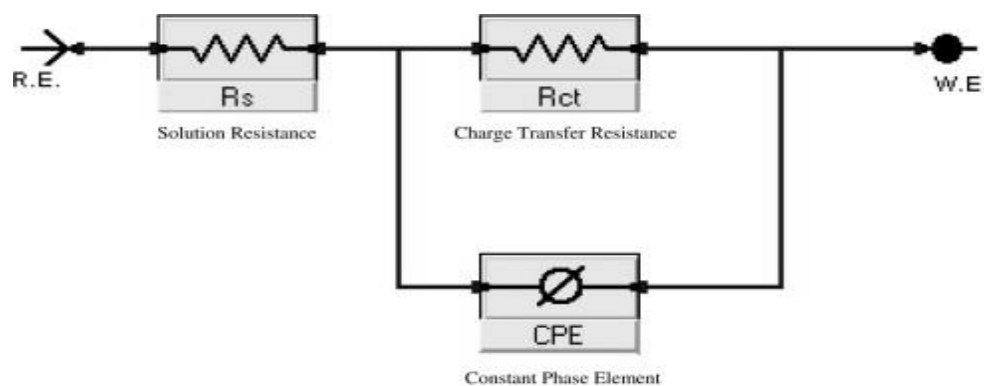 R.E.
Rs
Solution Resistance
Rct
Charge Transfer Resistance
W.E
CPE
Constant Phase Element